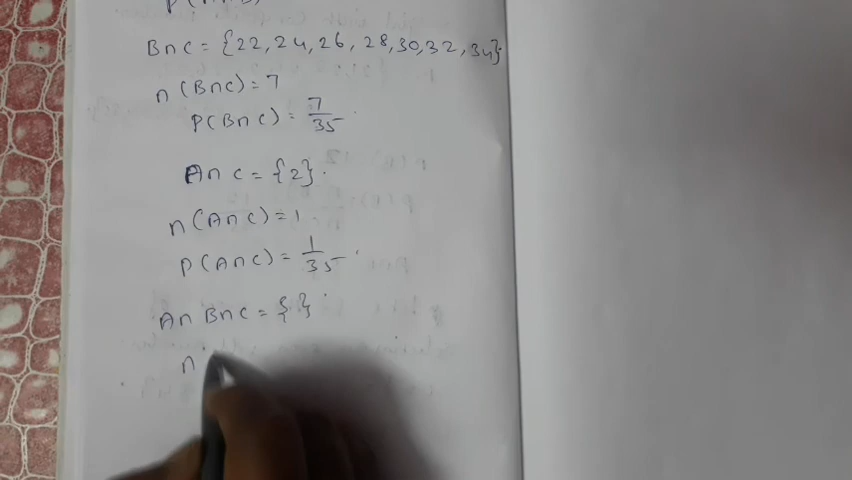 B∩C = {22, 24, 26, 28, 30, 32, 34}.
n(B∩C) = 7
P(B∩C) = 7/35.
A∩C = {2}.
n(A∩C) = 1.
P(A∩C) = 1/35.
A∩B∩C = { }.
n